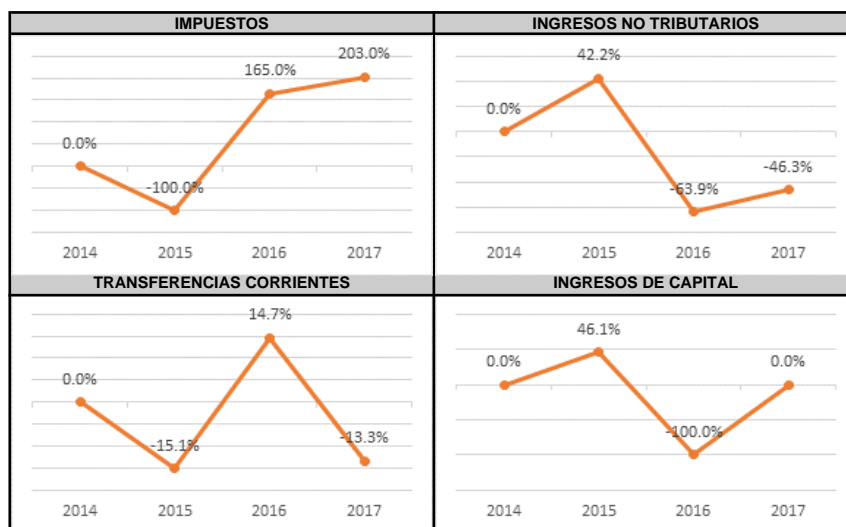 IMPUESTOS
203.0%
165.0%
0.0%
-100.0%
2014 2015 2016 2017
INGRESOS NO TRIBUTARIOS
42.2%
0.0%
-46.3%
-63.9%
2014 2015 2016 2017
TRANSFERENCIAS CORRIENTES
14.7%
0.0%
-13.3%
-15.1%
2014 2015 2016 2017
INGRESOS DE CAPITAL
46.1%
0.0% 0.0%
-100.0%
2014 2015 2016 2017